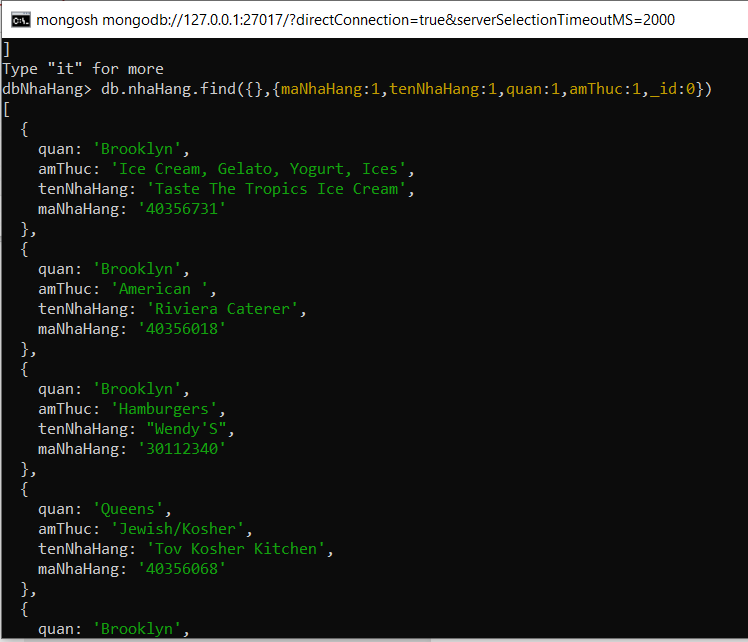 mongosh mongodb://127.0.0.1:27017/?directConnection=true&serverSelectionTimeoutMS=2000
]
Type "it" for more
dbNhaHang> db.nhaHang.find({},{maNhaHang:1,tenNhaHang:1,quan:1,amThuc:1,_id:0})
[
  {
    quan: 'Brooklyn',
    amThuc: 'Ice Cream, Gelato, Yogurt, Ices',
    tenNhaHang: 'Taste The Tropics Ice Cream',
    maNhaHang: '40356731'
  },
  {
    quan: 'Brooklyn',
    amThuc: 'American ',
    tenNhaHang: 'Riviera Caterer',
    maNhaHang: '40356018'
  },
  {
    quan: 'Brooklyn',
    amThuc: 'Hamburgers',
    tenNhaHang: "Wendy'S",
    maNhaHang: '30112340'
  },
  {
    quan: 'Queens',
    amThuc: 'Jewish/Kosher',
    tenNhaHang: 'Tov Kosher Kitchen',
    maNhaHang: '40356068'
  },
  {
    quan: 'Brooklyn',